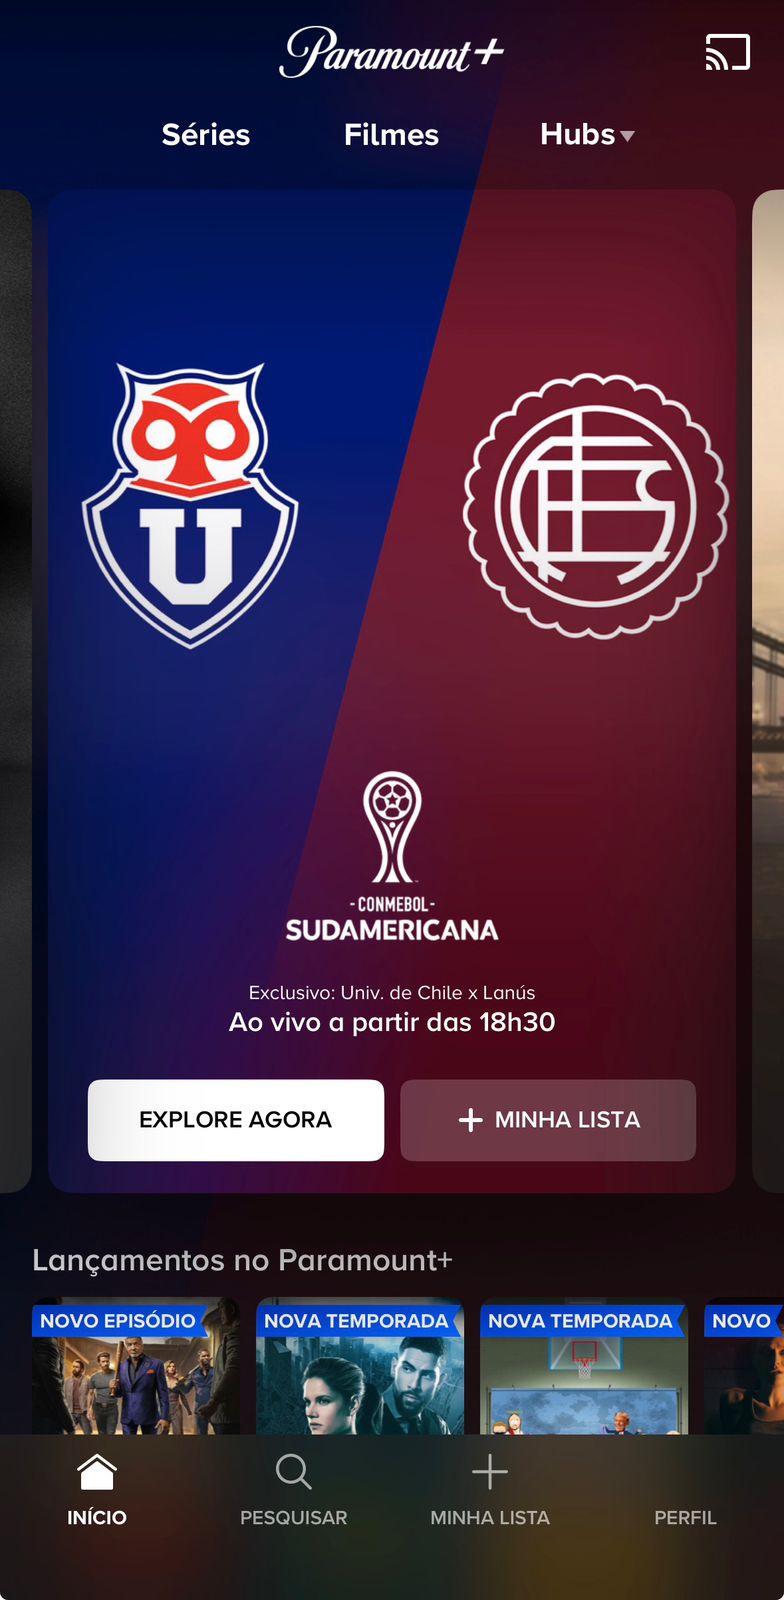 Paramount+
Séries
Filmes
Hubs
U
- CONMEBOL -
SUDAMERICANA
Exclusivo: Univ. de Chile x Lanús
Ao vivo a partir das 18h30
EXPLORE AGORA
MINHA LISTA
Lançamentos no Paramount+
NOVO EPISÓDIO
NOVA TEMPORADA
NOVA TEMPORADA
NOVO
INÍCIO
PESQUISAR
MINHA LISTA
PERFIL